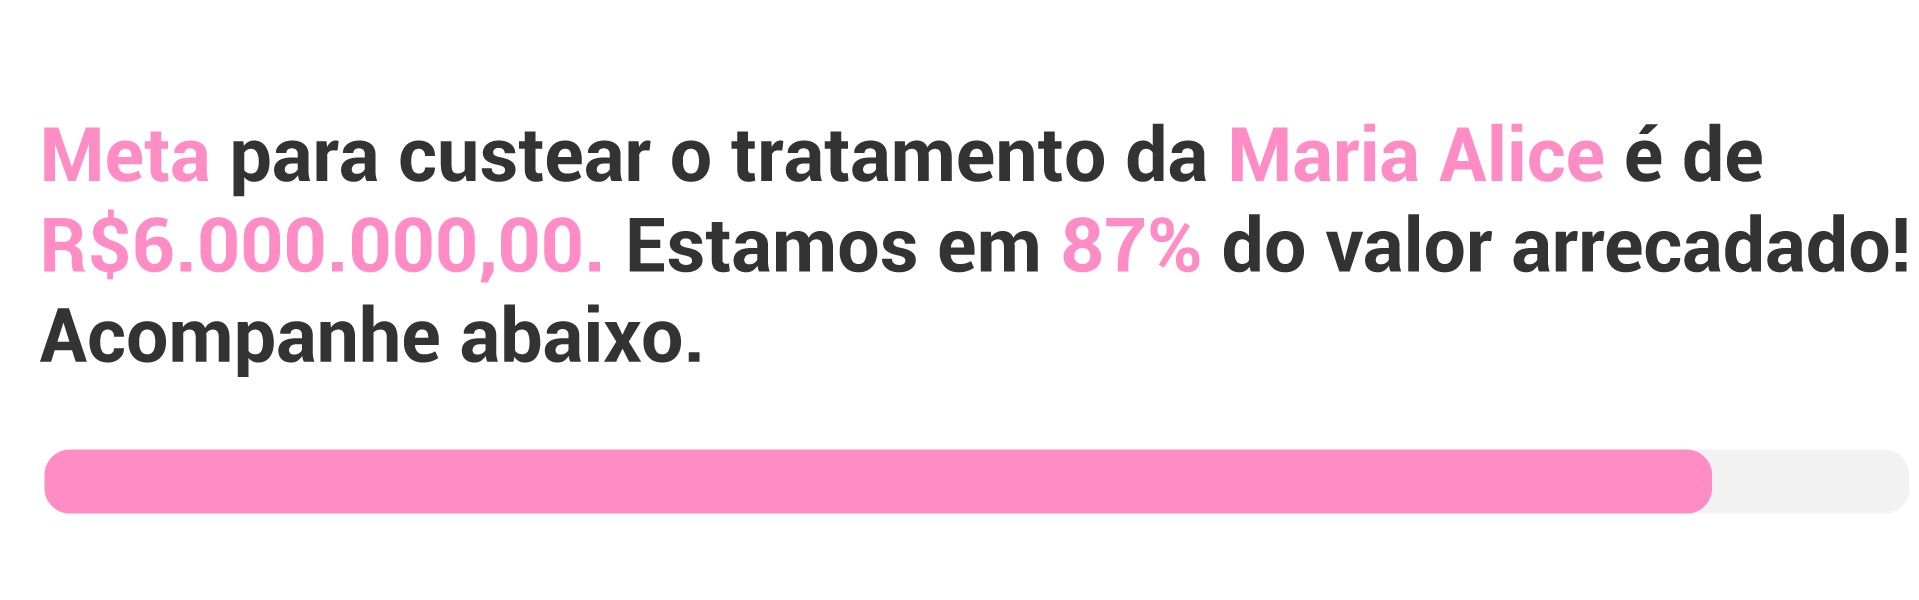 Meta para custear o tratamento da Maria Alice é de
R$6.000.000,00. Estamos em 87% do valor arrecadado!
Acompanhe abaixo.